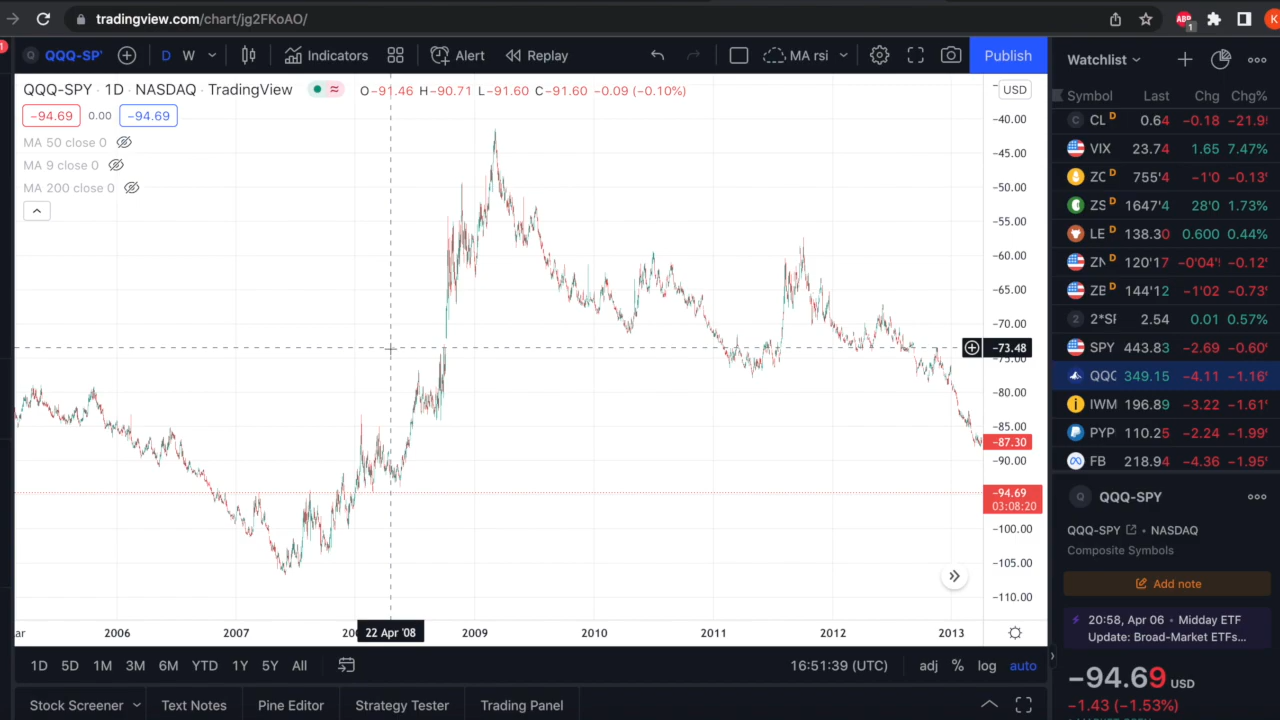 tradingview.com/chart/jg2FKoAO/
ABP 1 K
QQQ-SP' D W Indicators Alert Replay MA rsi Publish
QQQ-SPY · 1D · NASDAQ · TradingView ≈ O−91.46 H−90.71 L−91.60 C−91.60 −0.09 (−0.10%)
−94.69 0.00 −94.69
MA 50 close 0
MA 9 close 0
MA 200 close 0
USD
−40.00
−45.00
−50.00
−55.00
−60.00
−65.00
−70.00
−73.48
−75.00
−80.00
−85.00
−87.30
−90.00
−94.69
03:08:20
−100.00
−105.00
−110.00
ar 2006 2007 22 Apr '08 2009 2010 2011 2012 2013
1D 5D 1M 3M 6M YTD 1Y 5Y All 16:51:39 (UTC) adj % log auto
Stock Screener Text Notes Pine Editor Strategy Tester Trading Panel
Watchlist
Symbol Last Chg Chg%
C CL D 0.64 −0.18 −21.9
VIX 23.74 1.65 7.47%
ZC D 755'4 −1'0 −0.13%
ZS D 1647'4 28'0 1.73%
LE D 138.30 0.600 0.44%
ZN D 120'17 −0'04' −0.12%
ZB D 144'12 −1'02 −0.73%
2 2*SF 2.54 0.01 0.57%
SPY 443.83 −2.69 −0.60%
QQC 349.15 −4.11 −1.16%
IWM 196.89 −3.22 −1.61%
PYP 110.25 −2.24 −1.99%
FB 218.94 −4.36 −1.95%
Q QQQ-SPY
QQQ-SPY • NASDAQ
Composite Symbols
Add note
20:58, Apr 06 • Midday ETF
Update: Broad-Market ETFs...
−94.69 USD
−1.43 (−1.53%)